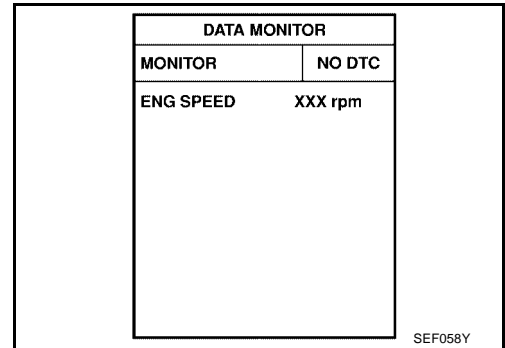 DATA MONITOR
MONITOR NO DTC
ENG SPEED XXX rpm
SEF058Y